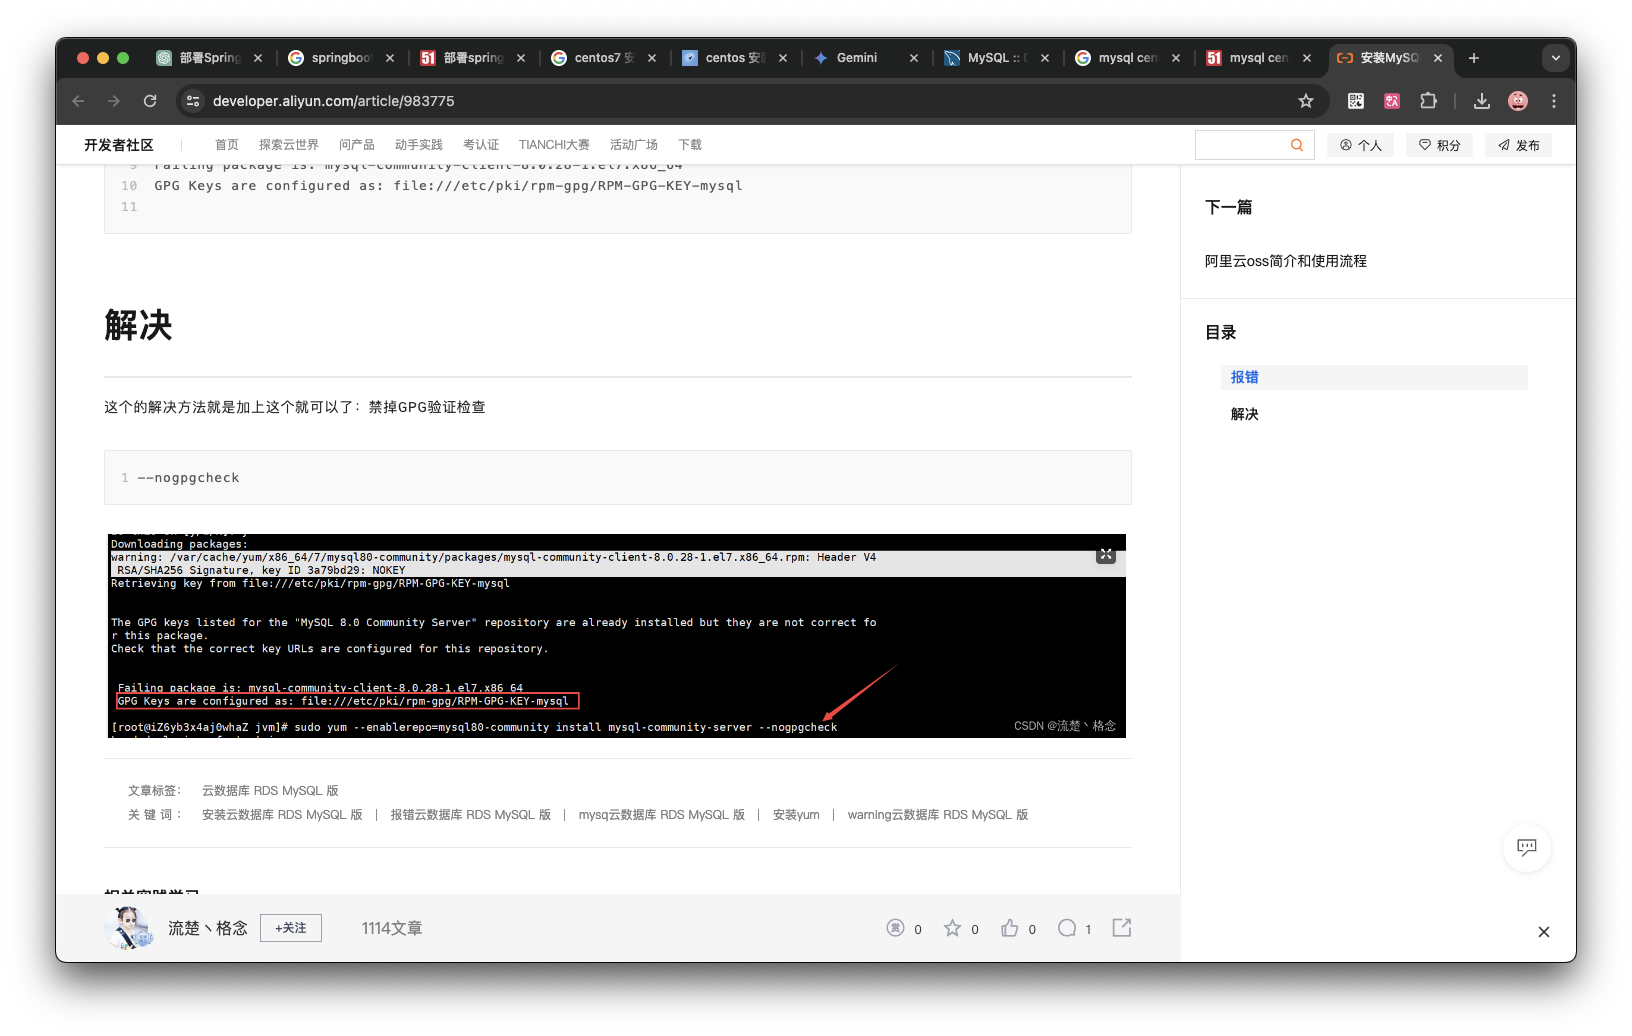 部署Spring
springboo
部署spring
centos7 安
centos 安
Gemini
MySQL ::
mysql cen
mysql cen
安装MySQ
developer.aliyun.com/article/983775
开发者社区
首页
探索云世界
问产品
动手实践
考认证
TIANCHI大赛
活动广场
下载
个人
积分
发布
9 Failing package is: mysql-community-client-8.0.28-1.el7.x86_64
10 GPG Keys are configured as: file:///etc/pki/rpm-gpg/RPM-GPG-KEY-mysql
11
解决
这个的解决方法就是加上这个就可以了：禁掉GPG验证检查
1 --nogpgcheck
Downloading packages:
warning: /var/cache/yum/x86_64/7/mysql80-community/packages/mysql-community-client-8.0.28-1.el7.x86_64.rpm: Header V4
RSA/SHA256 Signature, key ID 3a79bd29: NOKEY
Retrieving key from file:///etc/pki/rpm-gpg/RPM-GPG-KEY-mysql
The GPG keys listed for the "MySQL 8.0 Community Server" repository are already installed but they are not correct fo
r this package.
Check that the correct key URLs are configured for this repository.
Failing package is: mysql-community-client-8.0.28-1.el7.x86_64
GPG Keys are configured as: file:///etc/pki/rpm-gpg/RPM-GPG-KEY-mysql
[root@iZ6yb3x4aj0whaZ jvm]# sudo yum --enablerepo=mysql80-community install mysql-community-server --nogpgcheck
CSDN @流楚丶格念
文章标签： 云数据库 RDS MySQL 版
关键词： 安装云数据库 RDS MySQL 版 | 报错云数据库 RDS MySQL 版 | mysq云数据库 RDS MySQL 版 | 安装yum | warning云数据库 RDS MySQL 版
相关实践学习
流楚丶格念
+关注
1114文章
赏 0
0
0
1
下一篇
阿里云oss简介和使用流程
目录
报错
解决